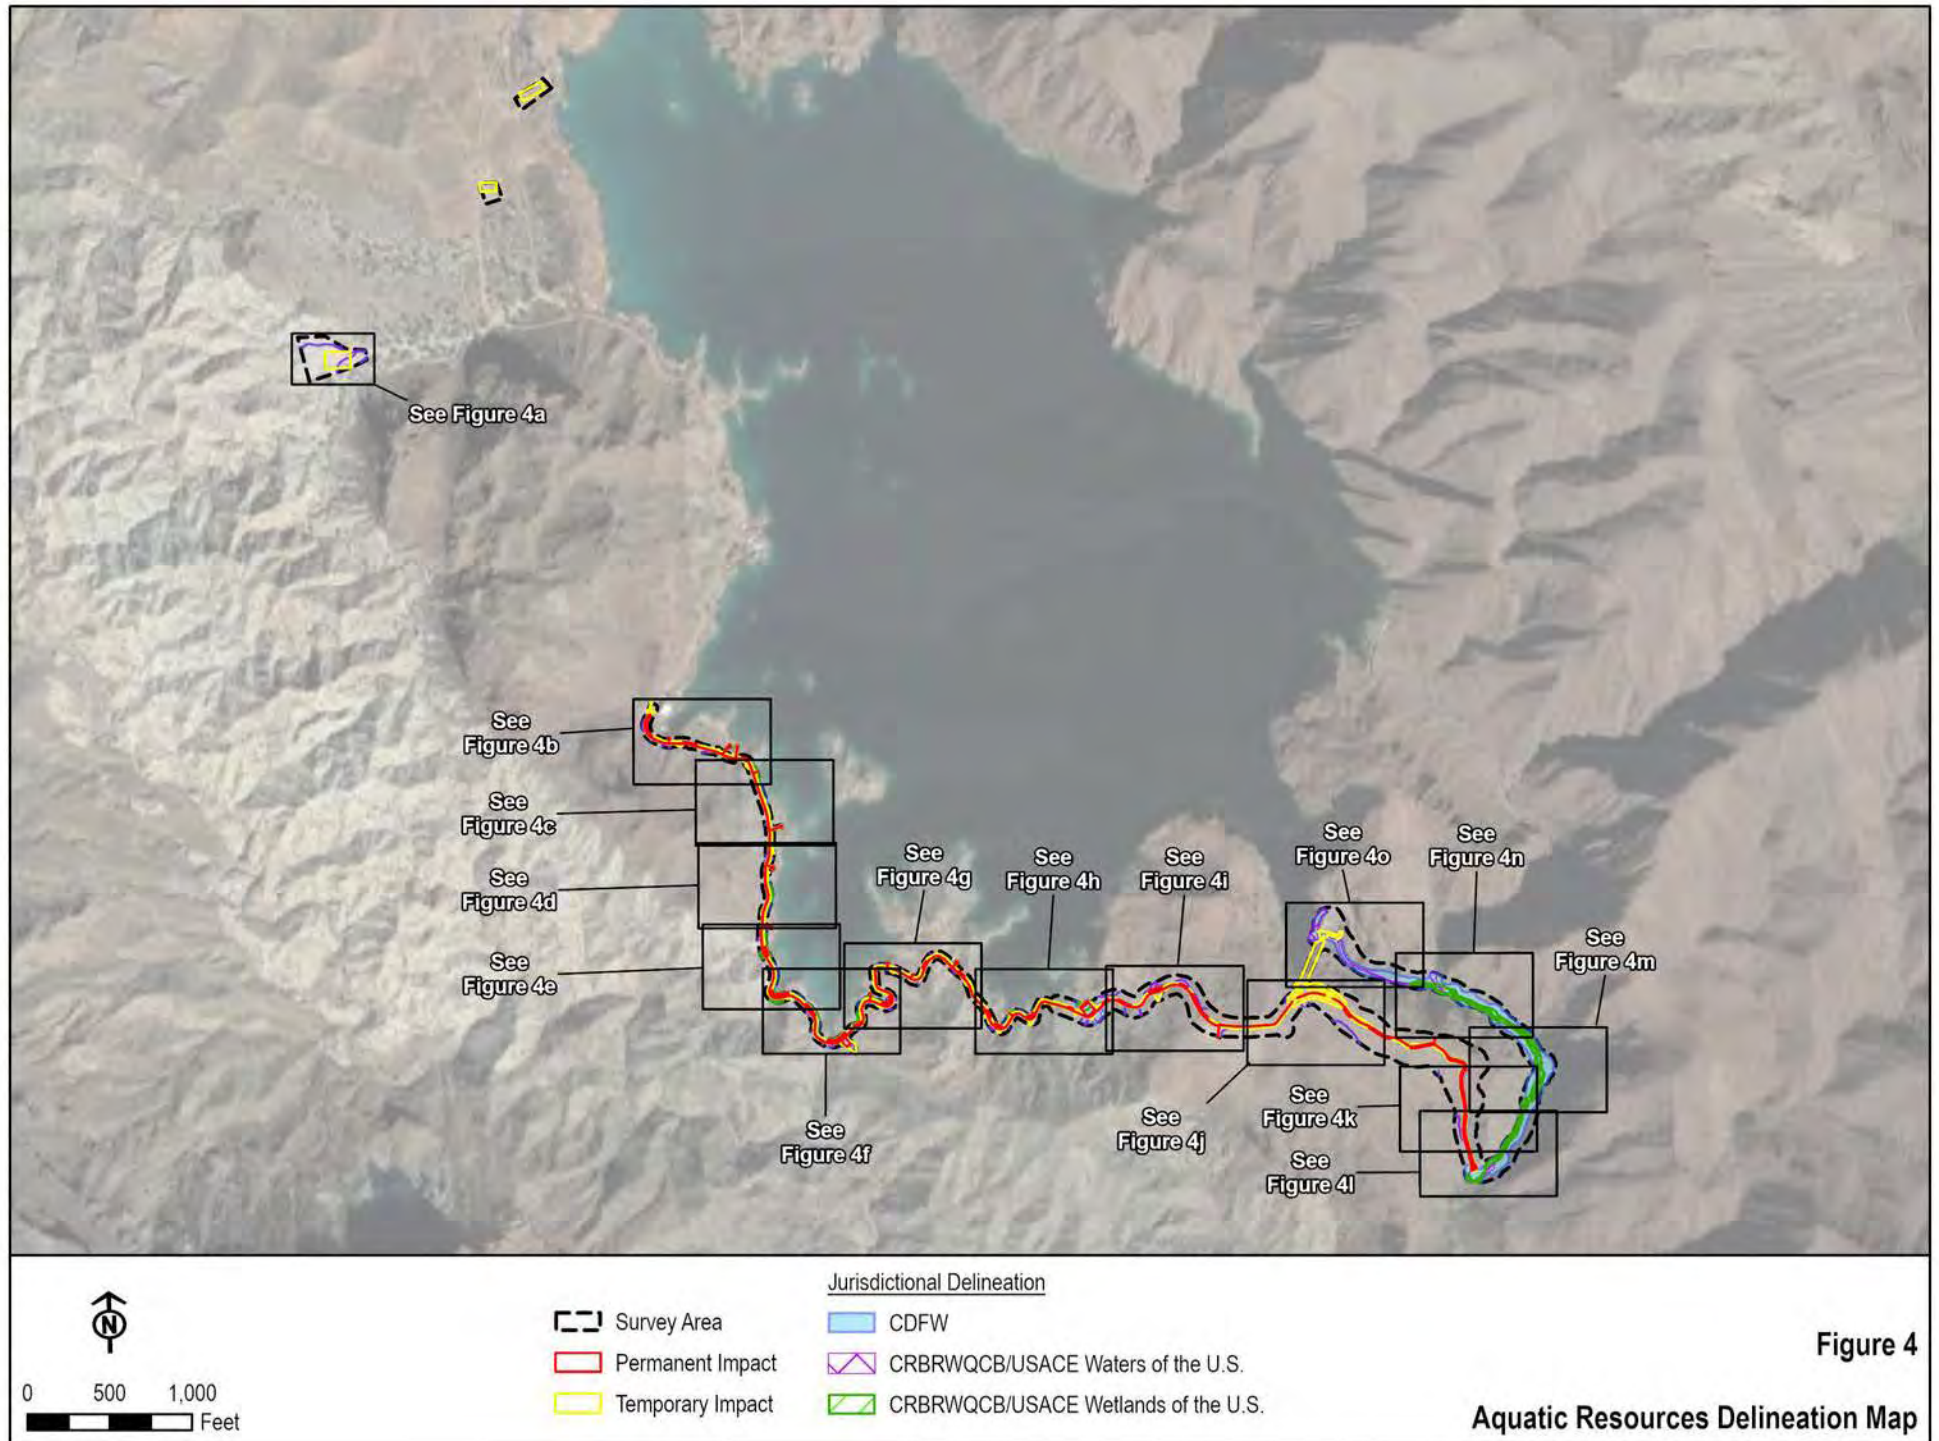 See Figure 4a
See
Figure 4b
See
Figure 4c
See
Figure 4d
See
Figure 4e
See
Figure 4g
See
Figure 4h
See
Figure 4i
See
Figure 4o
See
Figure 4n
See
Figure 4m
See
Figure 4f
See
Figure 4j
See
Figure 4k
See
Figure 4l
N
0 500 1,000
Feet
Survey Area
Permanent Impact
Temporary Impact
Jurisdictional Delineation
CDFW
CRBRWQCB/USACE Waters of the U.S.
CRBRWQCB/USACE Wetlands of the U.S.
Figure 4
Aquatic Resources Delineation Map